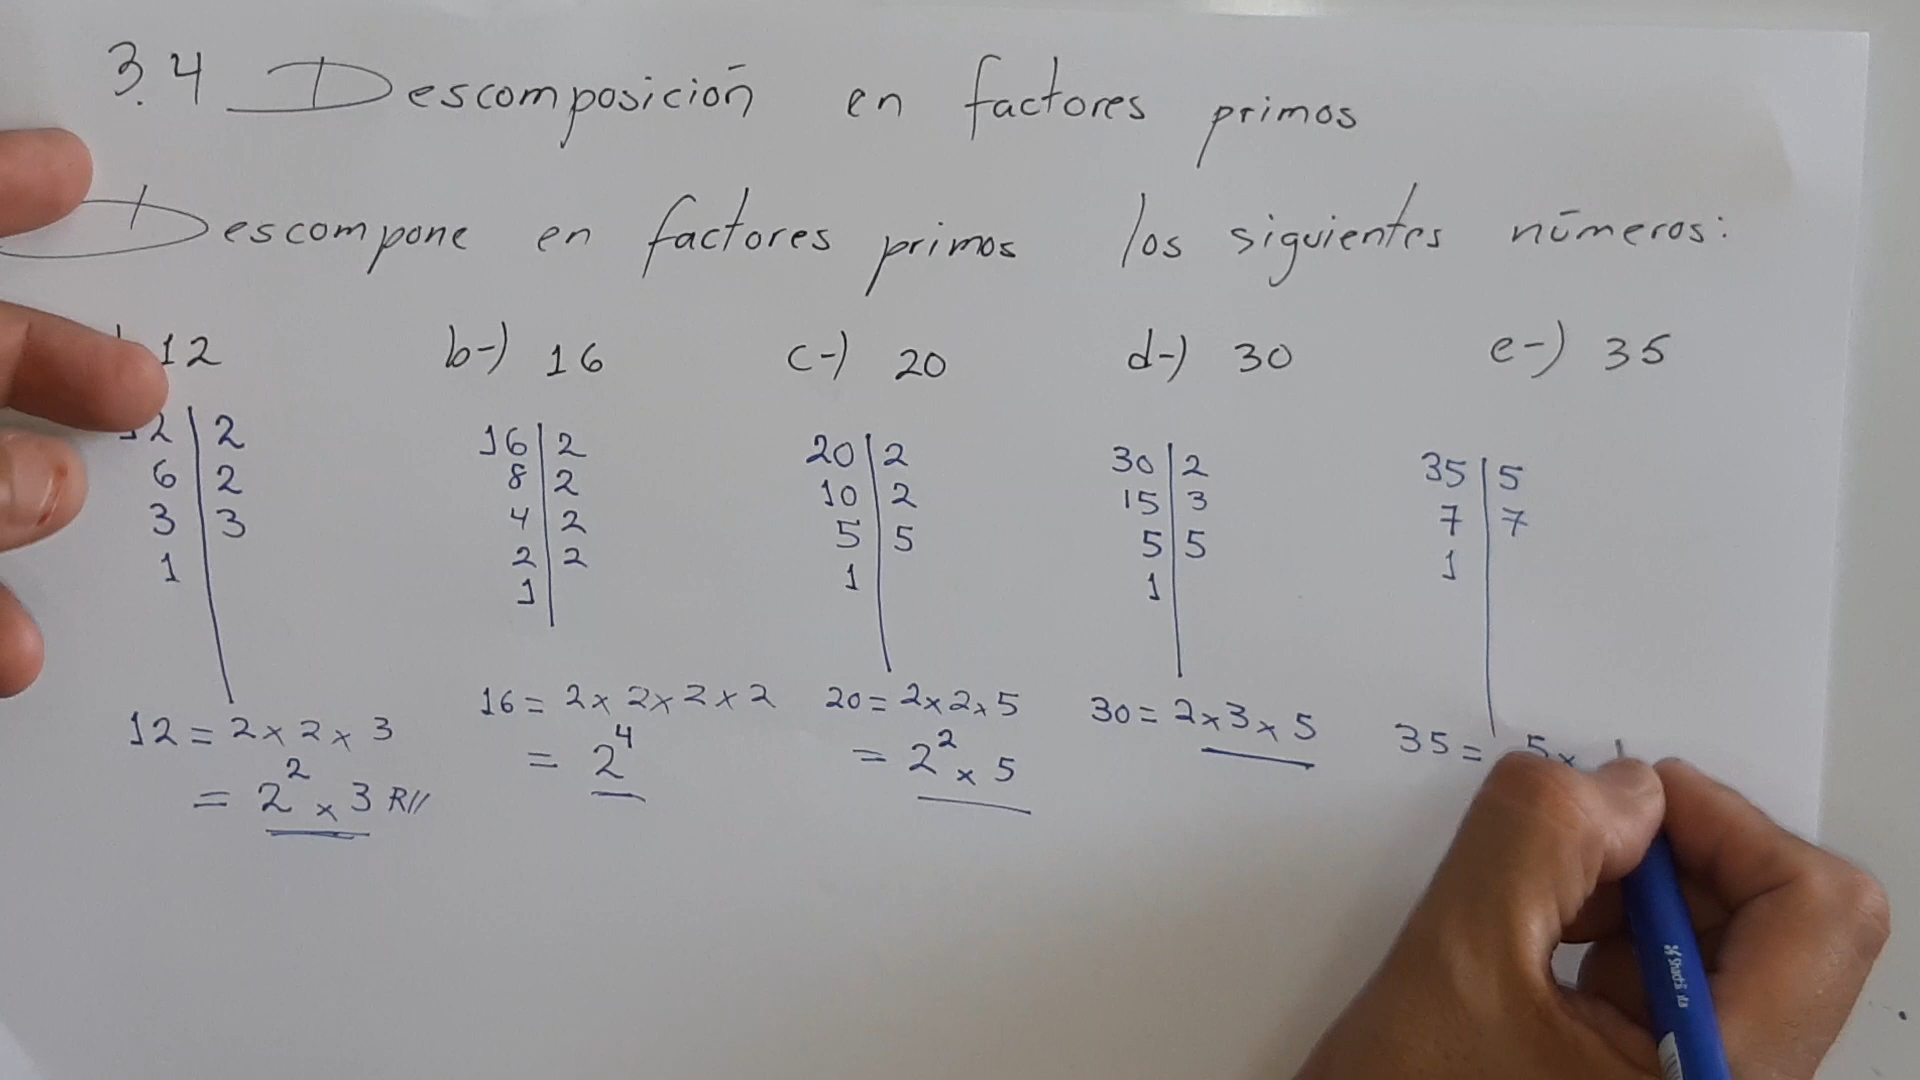 3.4 Descomposición en factores primos
Descompone en factores primos los siguientes números:
12 b-) 16 c-) 20 d-) 30 e-) 35
12 | 2
6 | 2
3 | 3
1
16 | 2
8 | 2
4 | 2
2 | 2
1
20 | 2
10 | 2
5 | 5
1
30 | 2
15 | 3
5 | 5
1
35 | 5
7 | 7
1
12 = 2 x 2 x 3
= 2² x 3 R//
16 = 2 x 2 x 2 x 2
= 2⁴
20 = 2 x 2 x 5
= 2² x 5
30 = 2 x 3 x 5
35 = 5 x